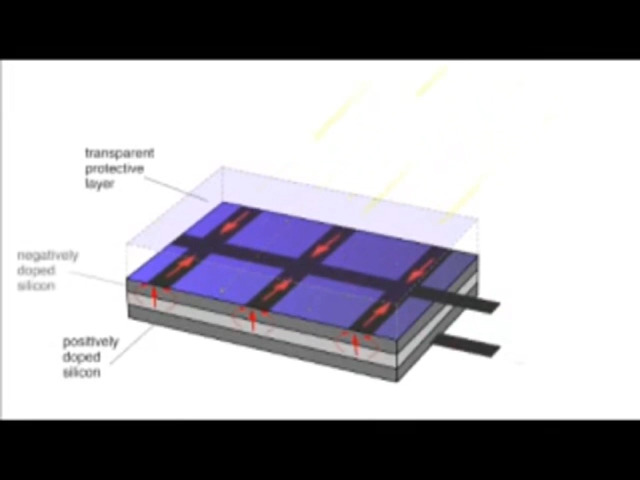 transparent
protective
layer
negatively
doped
silicon
positively
doped
silicon